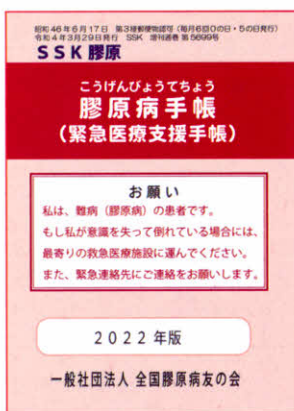 昭和46年6月17日 第3種郵便物認可(毎月6回0の日・5の日発行)
令和4年3月29日発行 SSK 増刊通巻 第5699号
SSK膠原
こうげんびょうてちょう
膠原病手帳
(緊急医療支援手帳)
お願い
私は、難病(膠原病)の患者です。
もし私が意識を失って倒れている場合には、
最寄りの救急医療施設に運んでください。
また、緊急連絡先にご連絡をお願いします。
2022年版
一般社団法人 全国膠原病友の会